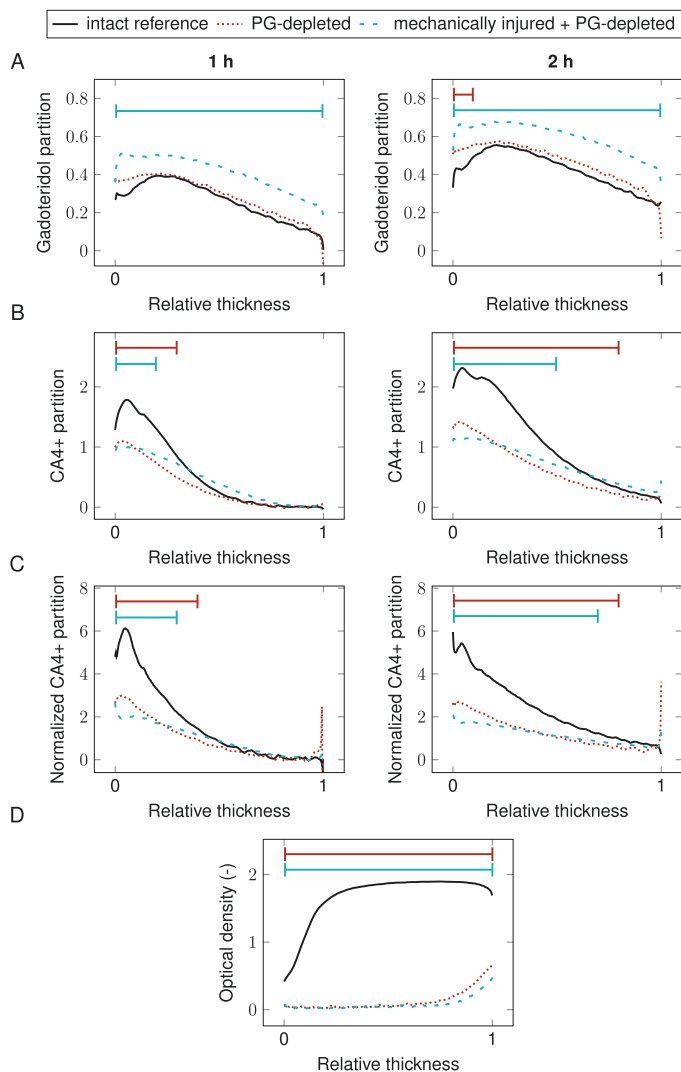 intact reference PG-depleted mechanically injured + PG-depleted
A
1 h
2 h
Gadoteridol partition
0.8
0.6
0.4
0.2
0
0
1
Relative thickness
Gadoteridol partition
0.8
0.6
0.4
0.2
0
0
1
Relative thickness
B
CA4+ partition
2
1
0
0
1
Relative thickness
CA4+ partition
2
1
0
0
1
Relative thickness
C
Normalized CA4+ partition
8
6
4
2
0
0
1
Relative thickness
Normalized CA4+ partition
8
6
4
2
0
0
1
Relative thickness
D
Optical density (-)
2
1
0
0
1
Relative thickness